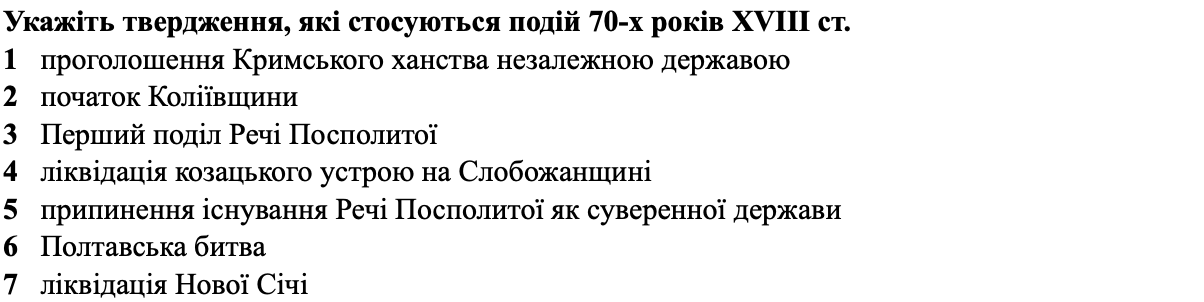 Укажіть твердження, які стосуються подій 70-х років XVIII ст.
1 проголошення Кримського ханства незалежною державою
2 початок Коліївщини
3 Перший поділ Речі Посполитої
4 ліквідація козацького устрою на Слобожанщині
5 припинення існування Речі Посполитої як суверенної держави
6 Полтавська битва
7 ліквідація Нової Січі